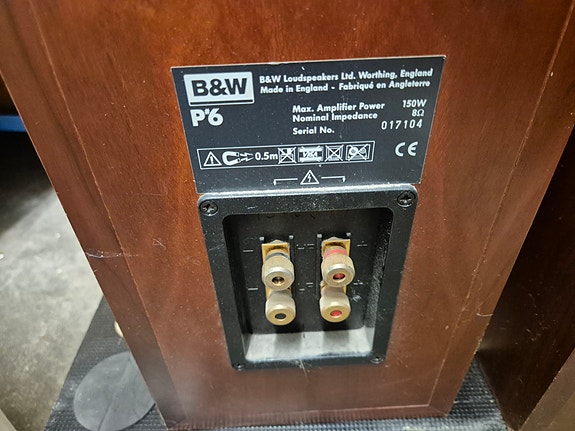 B&W
B&W Loudspeakers Ltd. Worthing, England
Made in England - Fabriqué en Angleterre
P'6
Max. Amplifier Power 150W
Nominal Impedance 8Ω
Serial No. 017104
0.5m
CE